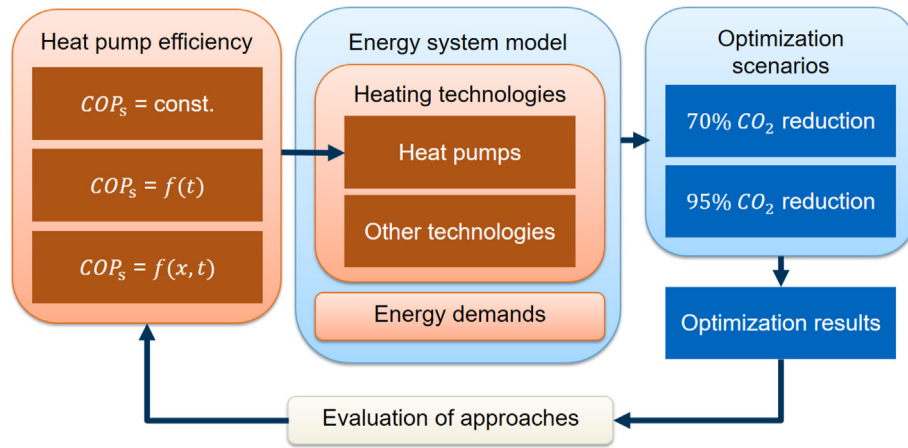 Heat pump efficiency
COPₛ = const.
COPₛ = f(t)
COPₛ = f(x, t)
Energy system model
Heating technologies
Heat pumps
Other technologies
Energy demands
Optimization
scenarios
70% CO₂ reduction
95% CO₂ reduction
Optimization results
Evaluation of approaches